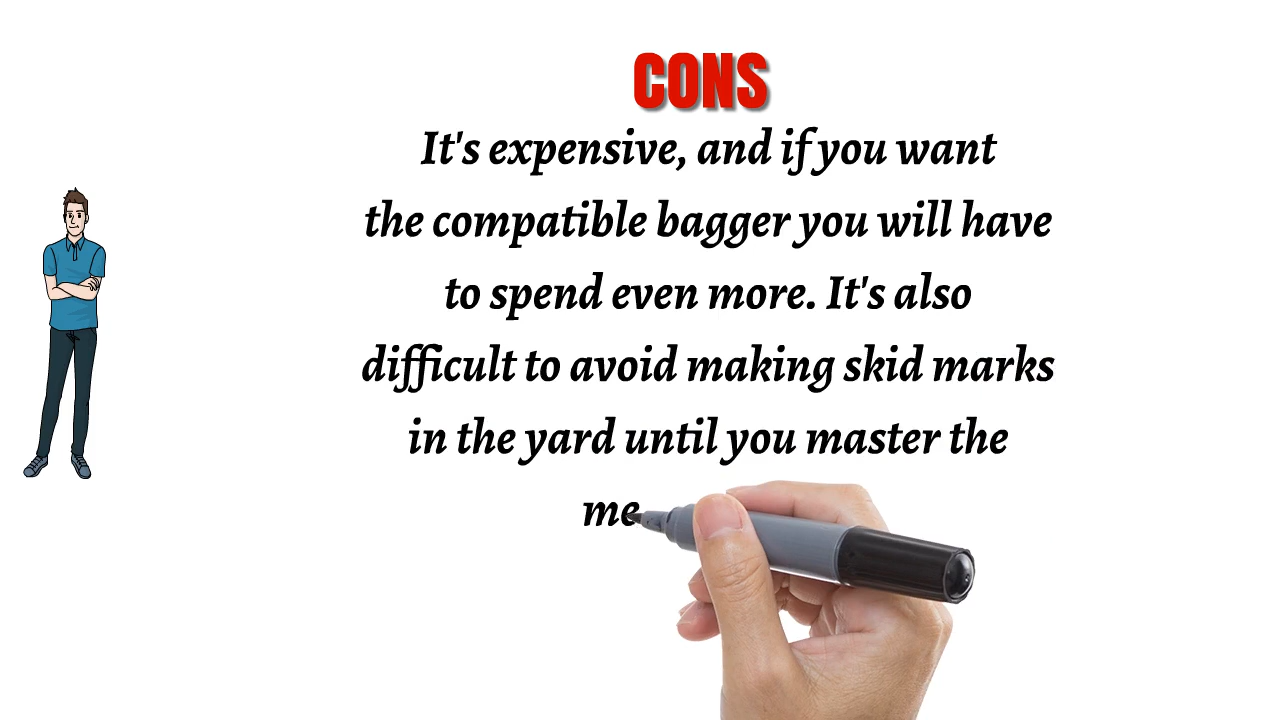 CONS
It's expensive, and if you want
the compatible bagger you will have
to spend even more. It's also
difficult to avoid making skid marks
in the yard until you master the
me